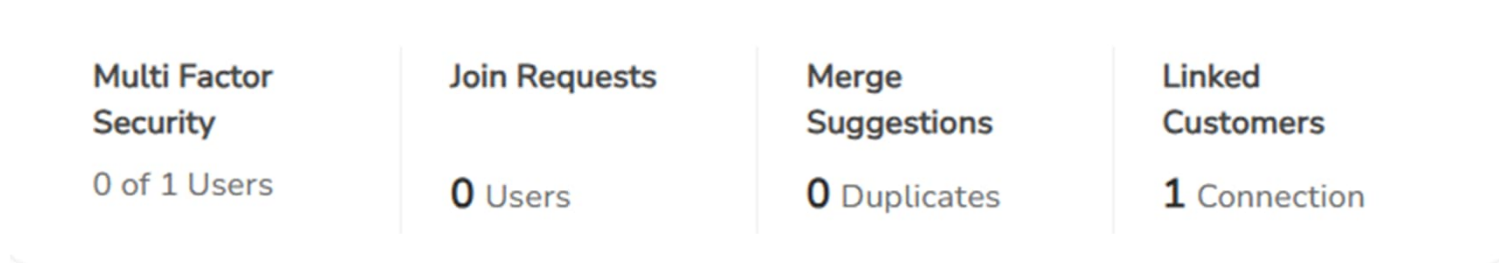 Multi Factor
Security
0 of 1 Users
Join Requests
0 Users
Merge
Suggestions
0 Duplicates
Linked
Customers
1 Connection